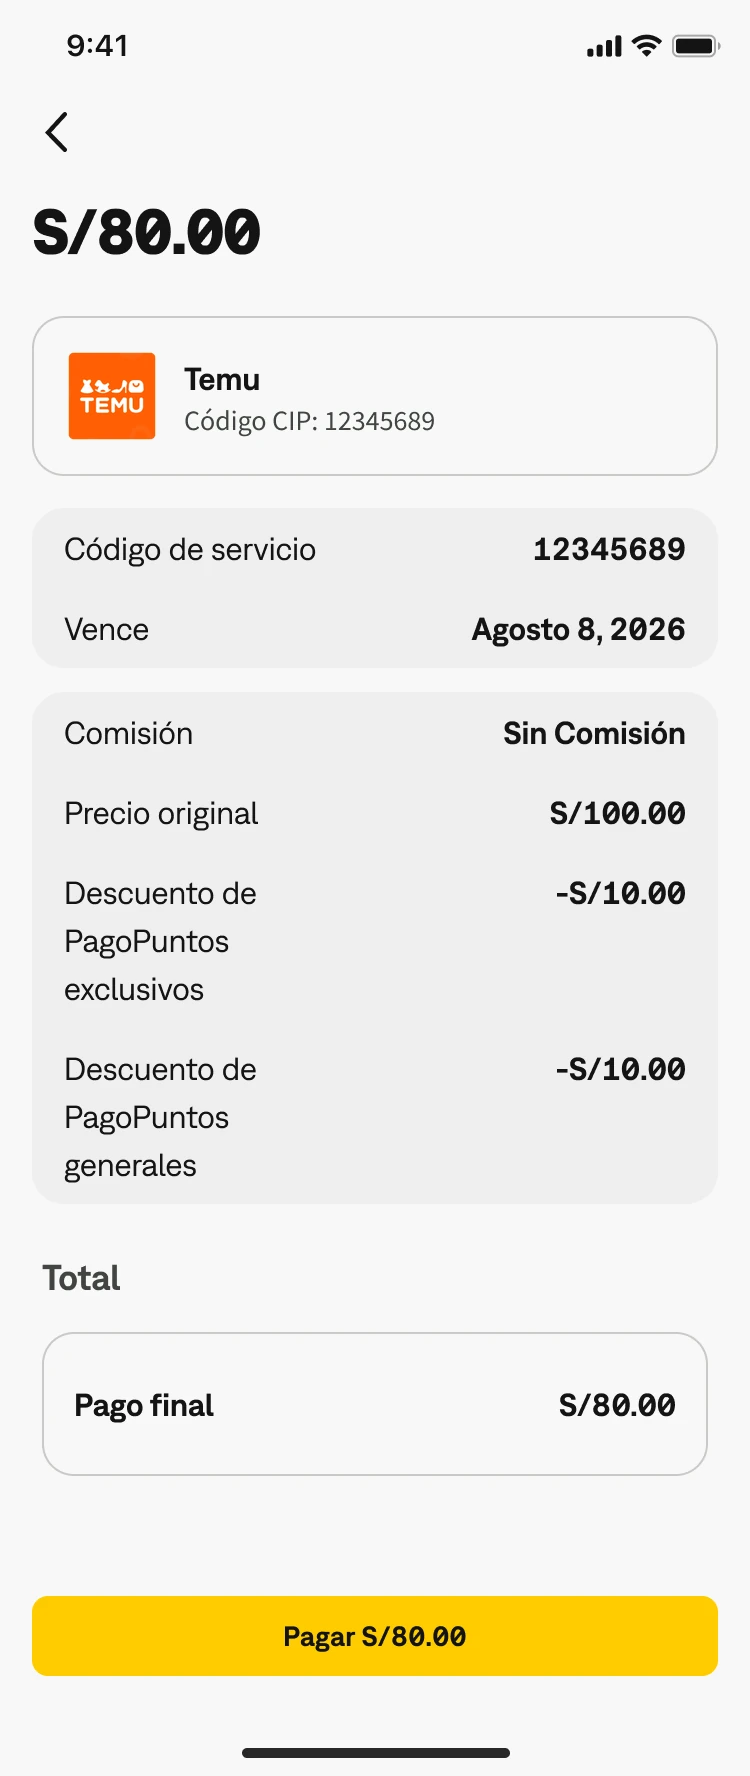 9:41
S/80.00
TEMU
Temu
Código CIP: 12345689
Código de servicio 12345689
Vence Agosto 8, 2026
Comisión Sin Comisión
Precio original S/100.00
Descuento de -S/10.00
PagoPuntos
exclusivos
Descuento de -S/10.00
PagoPuntos
generales
Total
Pago final S/80.00
Pagar S/80.00